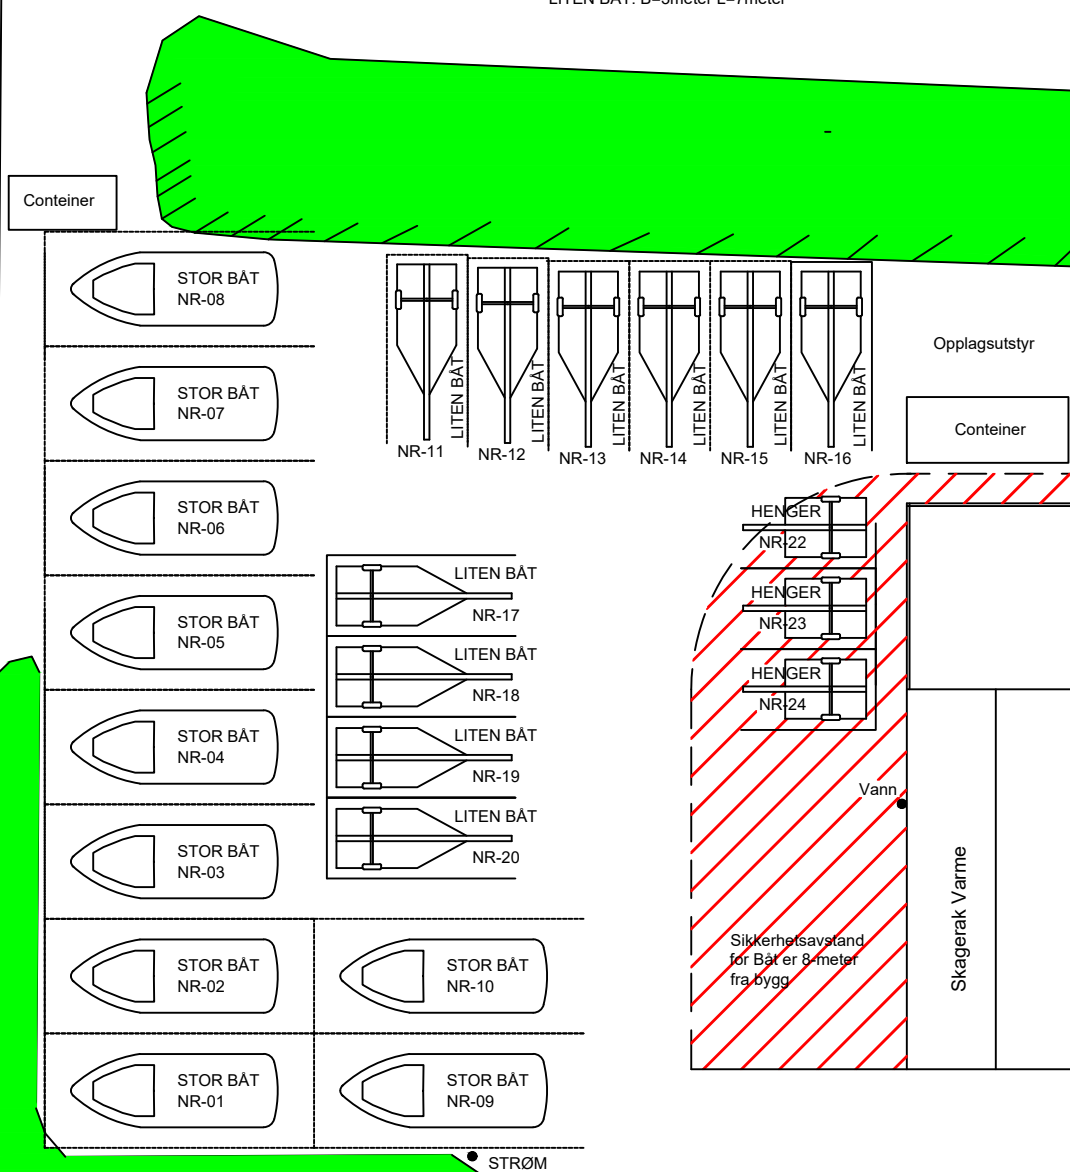 LITEN BÅT: B=3meter L=7meter
Conteiner
STOR BÅT
NR-08
STOR BÅT
NR-07
STOR BÅT
NR-06
STOR BÅT
NR-05
STOR BÅT
NR-04
STOR BÅT
NR-03
STOR BÅT
NR-02
STOR BÅT
NR-01
STOR BÅT
NR-10
STOR BÅT
NR-09
LITEN BÅT
NR-11
LITEN BÅT
NR-12
LITEN BÅT
NR-13
LITEN BÅT
NR-14
LITEN BÅT
NR-15
LITEN BÅT
NR-16
LITEN BÅT
NR-17
LITEN BÅT
NR-18
LITEN BÅT
NR-19
LITEN BÅT
NR-20
Opplagsutstyr
Conteiner
HENGER
NR-22
HENGER
NR-23
HENGER
NR-24
Vann
Skagerak Varme
Sikkerhetsavstand
for Båt er 8-meter
fra bygg
STRØM